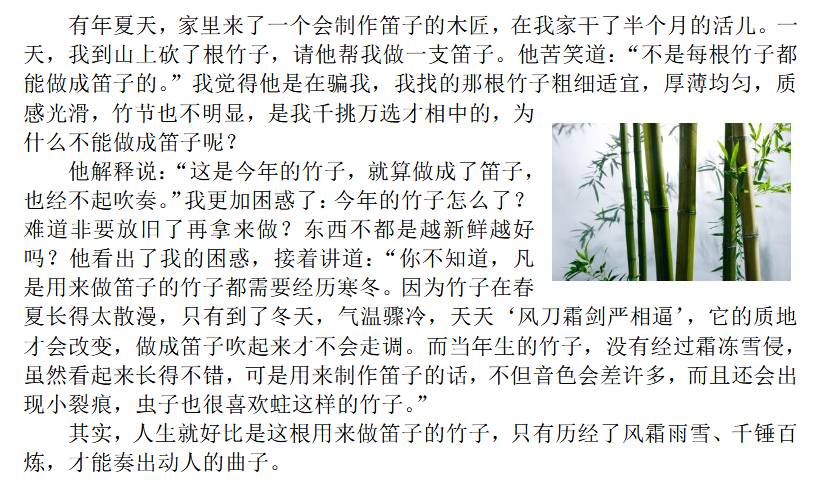 有年夏天，家里来了一个会制作笛子的木匠，在我家干了半个月的活儿。一
天，我到山上砍了根竹子，请他帮我做一支笛子。他苦笑道：“不是每根竹子都
能做成笛子的。”我觉得他是在骗我，我找的那根竹子粗细适宜，厚薄均匀，质
感光滑，竹节也不明显，是我千挑万选才相中的，为
什么不能做成笛子呢？
他解释说：“这是今年的竹子，就算做成了笛子，
也经不起吹奏。”我更加困惑了：今年的竹子怎么了？
难道非要放旧了再拿来做？东西不都是越新鲜越好
吗？他看出了我的困惑，接着讲道：“你不知道，凡
是用来做笛子的竹子都需要经历寒冬。因为竹子在春
夏长得太散漫，只有到了冬天，气温骤冷，天天‘风刀霜剑严相逼’，它的质地
才会改变，做成笛子吹起来才不会走调。而当年生的竹子，没有经过霜冻雪侵，
虽然看起来长得不错，可是用来制作笛子的话，不但音色会差许多，而且还会出
现小裂痕，虫子也很喜欢蛀这样的竹子。”
其实，人生就好比是这根用来做笛子的竹子，只有历经了风霜雨雪、千锤百
炼，才能奏出动人的曲子。